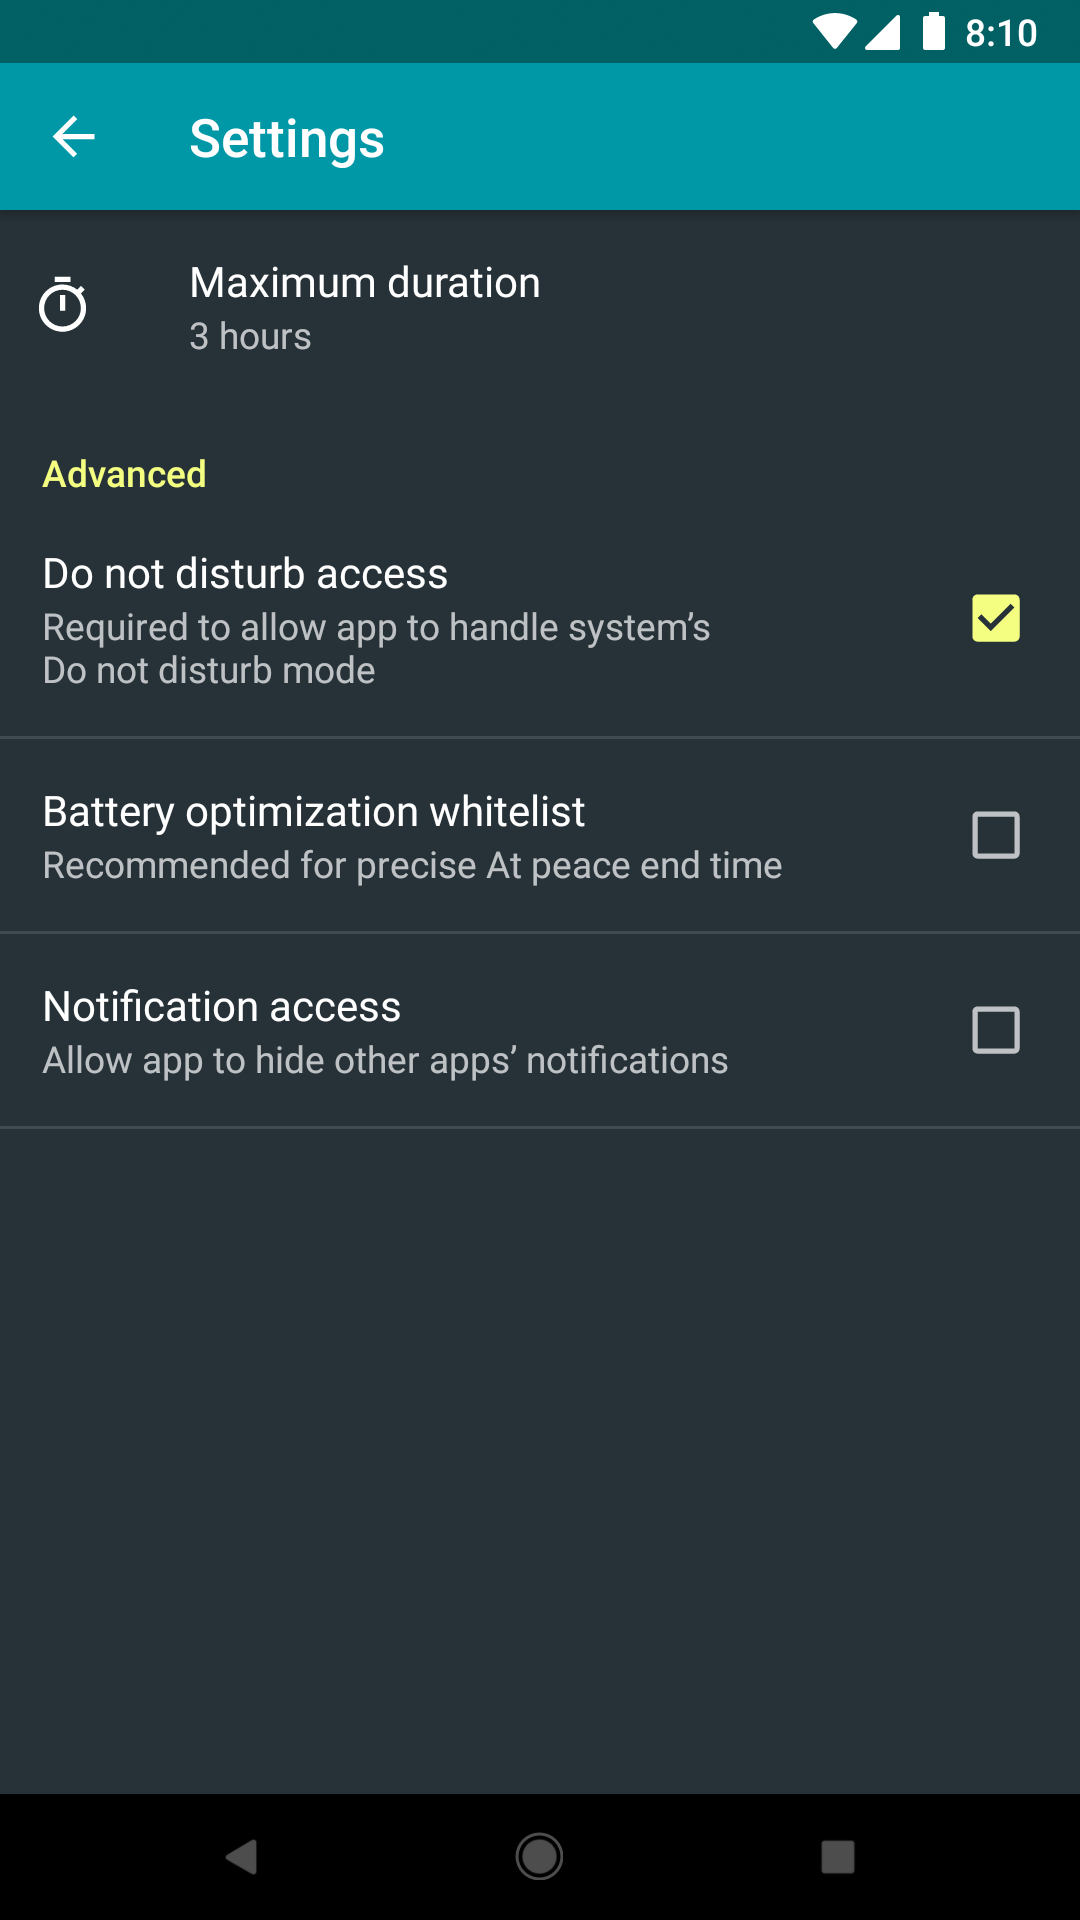 8:10
Settings
Maximum duration
3 hours
Advanced
Do not disturb access
Required to allow app to handle system’s
Do not disturb mode
Battery optimization whitelist
Recommended for precise At peace end time
Notification access
Allow app to hide other apps’ notifications